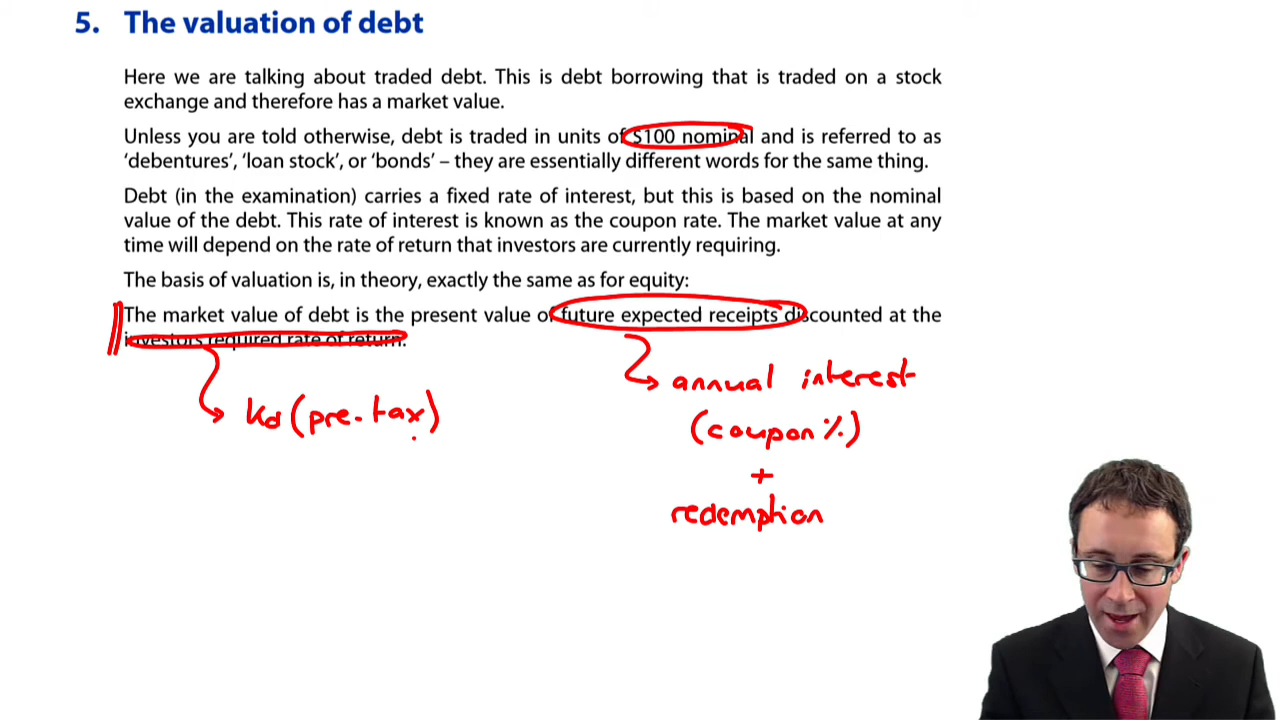 5. The valuation of debt
Here we are talking about traded debt. This is debt borrowing that is traded on a stock
exchange and therefore has a market value.
Unless you are told otherwise, debt is traded in units of $100 nominal and is referred to as
‘debentures’, ‘loan stock’, or ‘bonds’ – they are essentially different words for the same thing.
Debt (in the examination) carries a fixed rate of interest, but this is based on the nominal
value of the debt. This rate of interest is known as the coupon rate. The market value at any
time will depend on the rate of return that investors are currently requiring.
The basis of valuation is, in theory, exactly the same as for equity:
The market value of debt is the present value of future expected receipts discounted at the
investors required rate of return.
annual interest
Kd (pre-tax)
(coupon %)
+
redemption